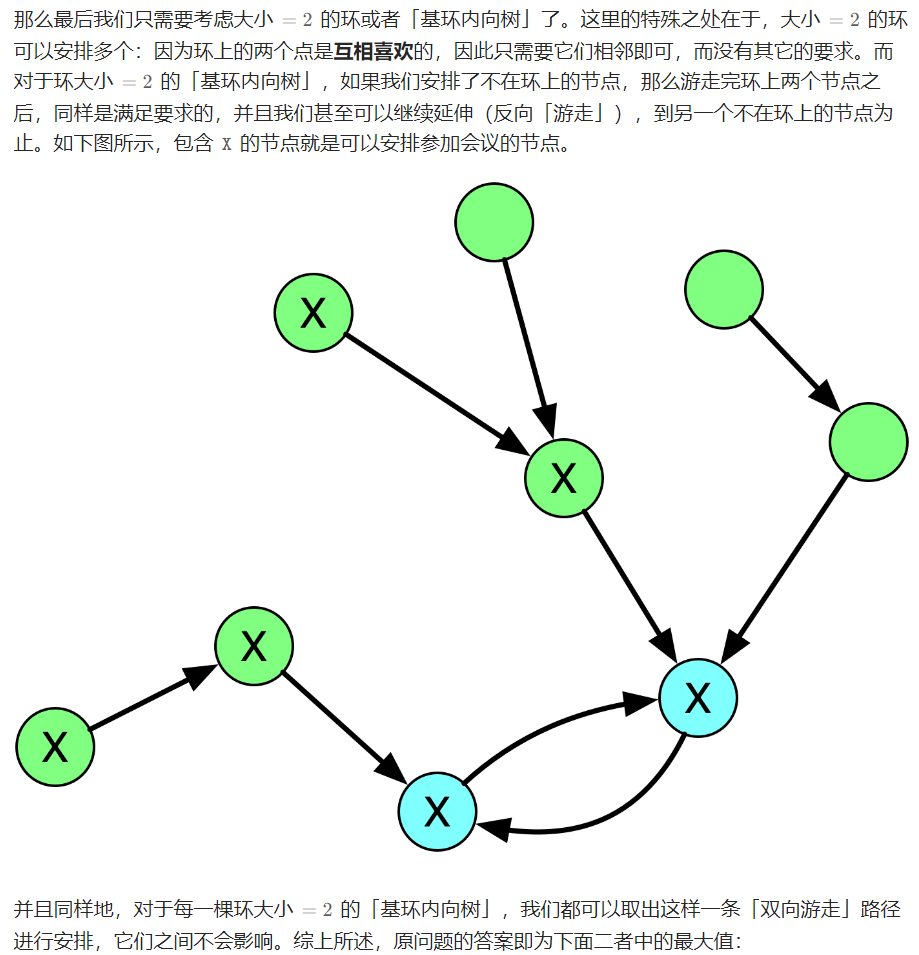 那么最后我们只需要考虑大小 = 2 的环或者「基环内向树」了。这里的特殊之处在于，大小 = 2 的环
可以安排多个：因为环上的两个点是互相喜欢的，因此只需要它们相邻即可，而没有其它的要求。而
对于环大小 = 2 的「基环内向树」，如果我们安排了不在环上的节点，那么游走完环上两个节点之
后，同样是满足要求的，并且我们甚至可以继续延伸（反向「游走」），到另一个不在环上的节点为
止。如下图所示，包含 X 的节点就是可以安排参加会议的节点。
X
X
X
X
X
X
并且同样地，对于每一棵环大小 = 2 的「基环内向树」，我们都可以取出这样一条「双向游走」路径
进行安排，它们之间不会影响。综上所述，原问题的答案即为下面二者中的最大值：